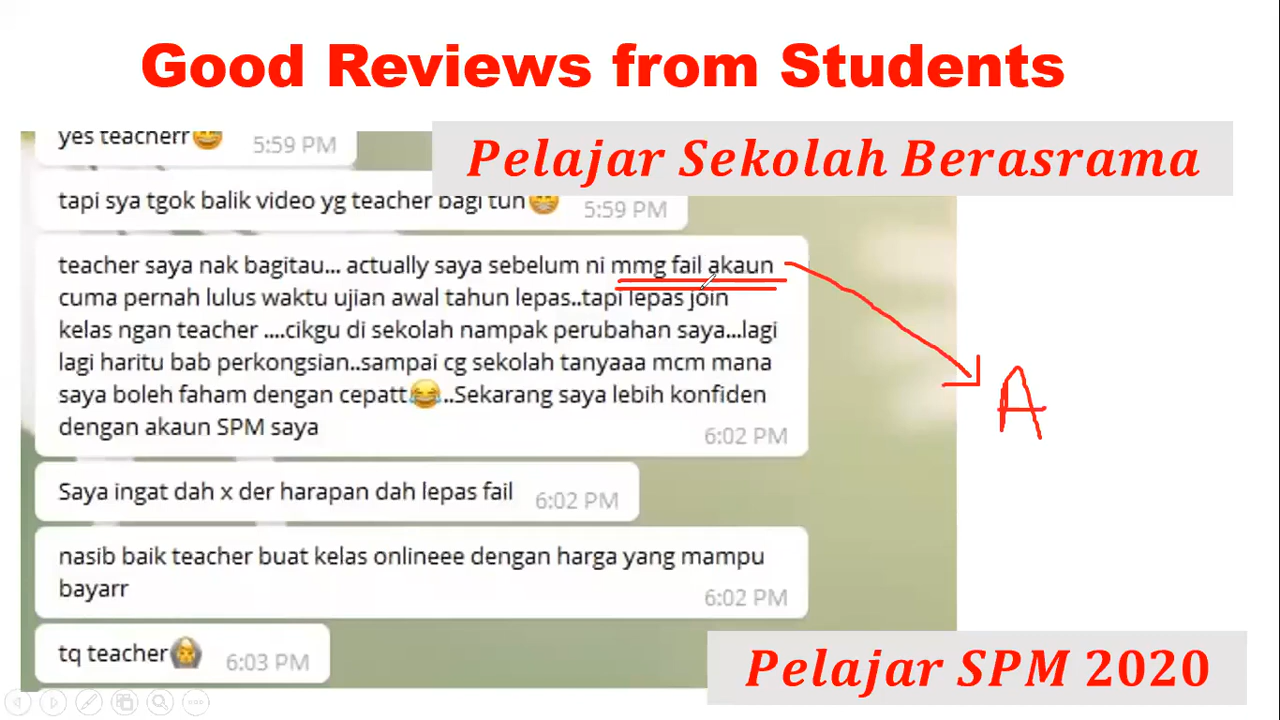 Good Reviews from Students
Pelajar Sekolah Berasrama
yes teacherr😄 5:59 PM
tapi sya tgok balik video yg teacher bagi tuh😁 5:59 PM
teacher saya nak bagitau... actually saya sebelum ni mmg fail akaun
cuma pernah lulus waktu ujian awal tahun lepas..tapi lepas join
kelas ngan teacher ....cikgu di sekolah nampak perubahan saya...lagi
lagi haritu bab perkongsian..sampai cg sekolah tanyaaa mcm mana
saya boleh faham dengan cepatt😂..Sekarang saya lebih konfiden
dengan akaun SPM saya 6:02 PM
A
Saya ingat dah x der harapan dah lepas fail 6:02 PM
nasib baik teacher buat kelas onlineee dengan harga yang mampu
bayarr 6:02 PM
tq teacher 6:03 PM
Pelajar SPM 2020